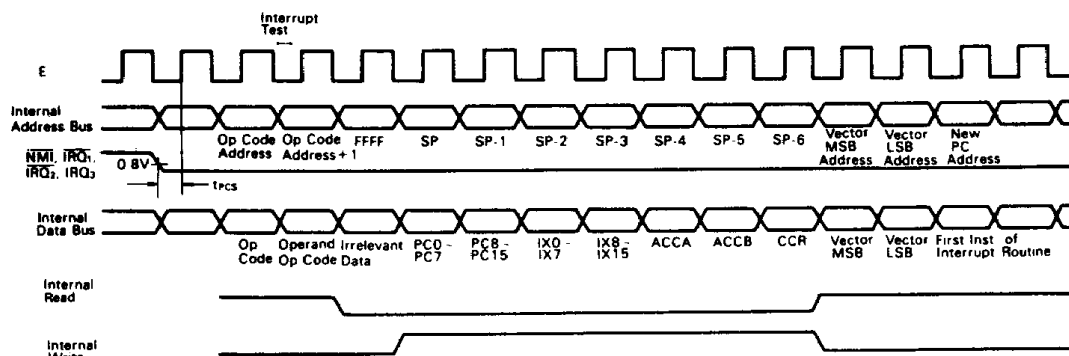 Interrupt
Test
E
Internal
Address Bus
Op Code
Address
Op Code
Address + 1
FFFF
SP
SP-1
SP-2
SP-3
SP-4
SP-5
SP-6
Vector
MSB
Address
Vector
LSB
Address
New
PC
Address
NMI, IRQ1,
IRQ2, IRQ3
0.8V
tPCS
Internal
Data Bus
Op
Code
Operand
Op Code
Irrelevant
Data
PC0 -
PC7
PC8 -
PC15
IX0 -
IX7
IX8 -
IX15
ACCA
ACCB
CCR
Vector
MSB
Vector
LSB
First Inst of
Interrupt Routine
Internal
Read
Internal